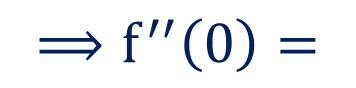 ⟹ f′′(0) =